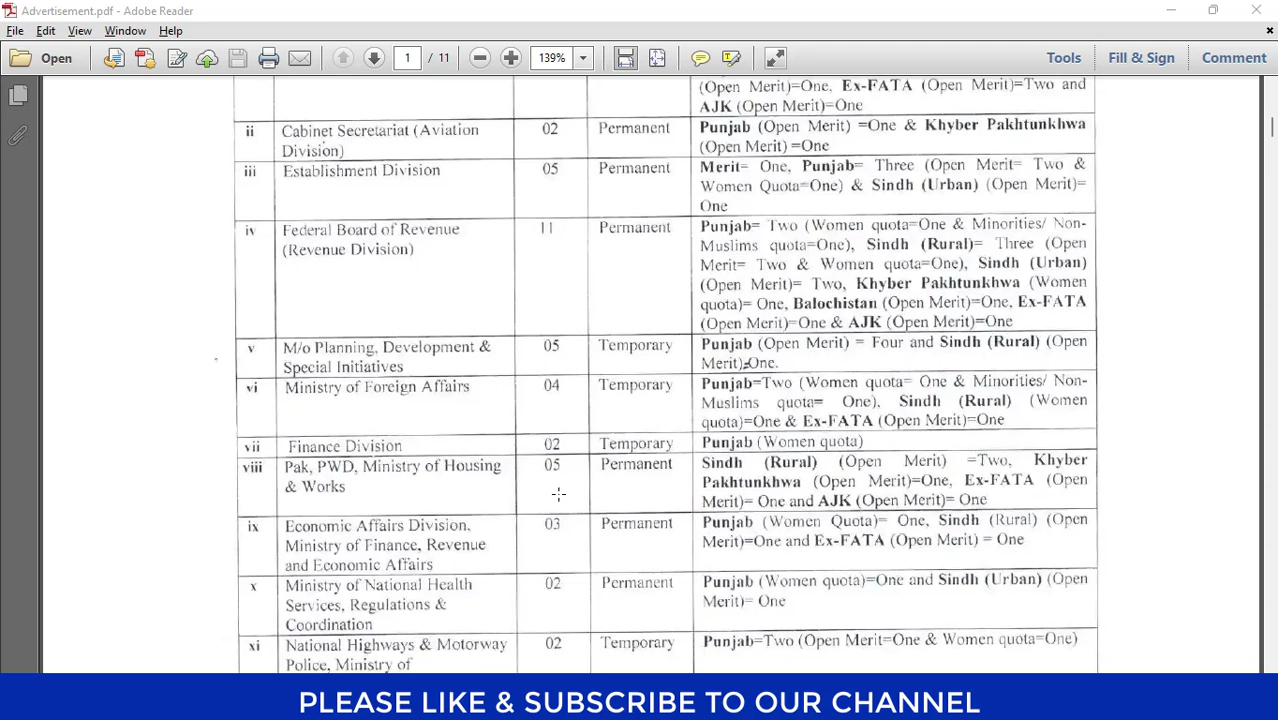 Advertisement.pdf - Adobe Reader
File Edit View Window Help
Open 1 / 11 139% Tools Fill & Sign Comment
(Open Merit)=One, Ex-FATA (Open Merit)=Two and
AJK (Open Merit)=One
ii Cabinet Secretariat (Aviation Division) 02 Permanent Punjab (Open Merit) =One & Khyber Pakhtunkhwa
(Open Merit) =One
iii Establishment Division 05 Permanent Merit= One, Punjab= Three (Open Merit= Two &
Women Quota=One) & Sindh (Urban) (Open Merit)=
One
iv Federal Board of Revenue (Revenue Division) 11 Permanent Punjab= Two (Women quota=One & Minorities/ Non-
Muslims quota=One), Sindh (Rural)= Three (Open
Merit= Two & Women quota=One), Sindh (Urban)
(Open Merit)= Two, Khyber Pakhtunkhwa (Women
quota)= One, Balochistan (Open Merit)=One, Ex-FATA
(Open Merit)=One & AJK (Open Merit)=One
v M/o Planning, Development & Special Initiatives 05 Temporary Punjab (Open Merit) = Four and Sindh (Rural) (Open
Merit)=One.
vi Ministry of Foreign Affairs 04 Temporary Punjab=Two (Women quota= One & Minorities/ Non-
Muslims quota= One), Sindh (Rural) (Women
quota)=One & Ex-FATA (Open Merit)=One
vii Finance Division 02 Temporary Punjab (Women quota)
viii Pak, PWD, Ministry of Housing & Works 05 Permanent Sindh (Rural) (Open Merit) =Two, Khyber
Pakhtunkhwa (Open Merit)=One, Ex-FATA (Open
Merit)= One and AJK (Open Merit)= One
ix Economic Affairs Division, Ministry of Finance, Revenue and Economic Affairs 03 Permanent Punjab (Women Quota)= One, Sindh (Rural) (Open
Merit)=One and Ex-FATA (Open Merit) = One
x Ministry of National Health Services, Regulations & Coordination 02 Permanent Punjab (Women quota)=One and Sindh (Urban) (Open
Merit)= One
xi National Highways & Motorway Police, Ministry of 02 Temporary Punjab=Two (Open Merit=One & Women quota=One)
PLEASE LIKE & SUBSCRIBE TO OUR CHANNEL